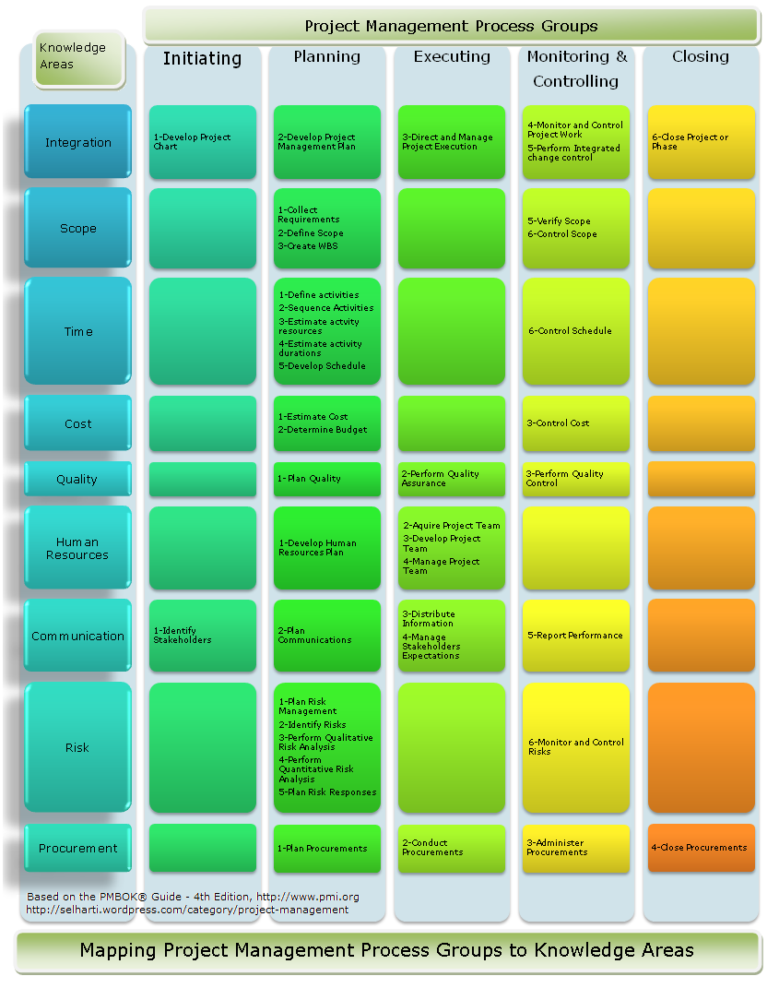 Project Management Process Groups
Knowledge
Areas
Initiating
Planning
Executing
Monitoring &
Controlling
Closing
Integration
1-Develop Project
Chart
2-Develop Project
Management Plan
3-Direct and Manage
Project Execution
4-Monitor and Control
Project Work
5-Perform Integrated
change control
6-Close Project or
Phase
Scope
1-Collect
Requirements
2-Define Scope
3-Create WBS
5-Verify Scope
6-Control Scope
Time
1-Define activities
2-Sequence Activities
3-Estimate actvity
resources
4-Estimate activity
durations
5-Develop Schedule
6-Control Schedule
Cost
1-Estimate Cost
2-Determine Budget
3-Control Cost
Quality
1-Plan Quality
2-Perform Quality
Assurance
3-Perform Quality
Control
Human
Resources
1-Develop Human
Resources Plan
2-Aquire Project Team
3-Develop Project
Team
4-Manage Project
Team
Communication
1-Identify
Stakeholders
2-Plan
Communications
3-Distribute
Information
4-Manage
Stakeholders
Expectations
5-Report Performance
Risk
1-Plan Risk
Management
2-Identify Risks
3-Perform Qualitative
Risk Analysis
4-Perform
Quantitative Risk
Analysis
5-Plan Risk Responses
6-Monitor and Control
Risks
Procurement
1-Plan Procurements
2-Conduct
Procurements
3-Administer
Procurements
4-Close Procurements
Based on the PMBOK® Guide - 4th Edition, http://www.pmi.org
http://selharti.wordpress.com/category/project-management
Mapping Project Management Process Groups to Knowledge Areas